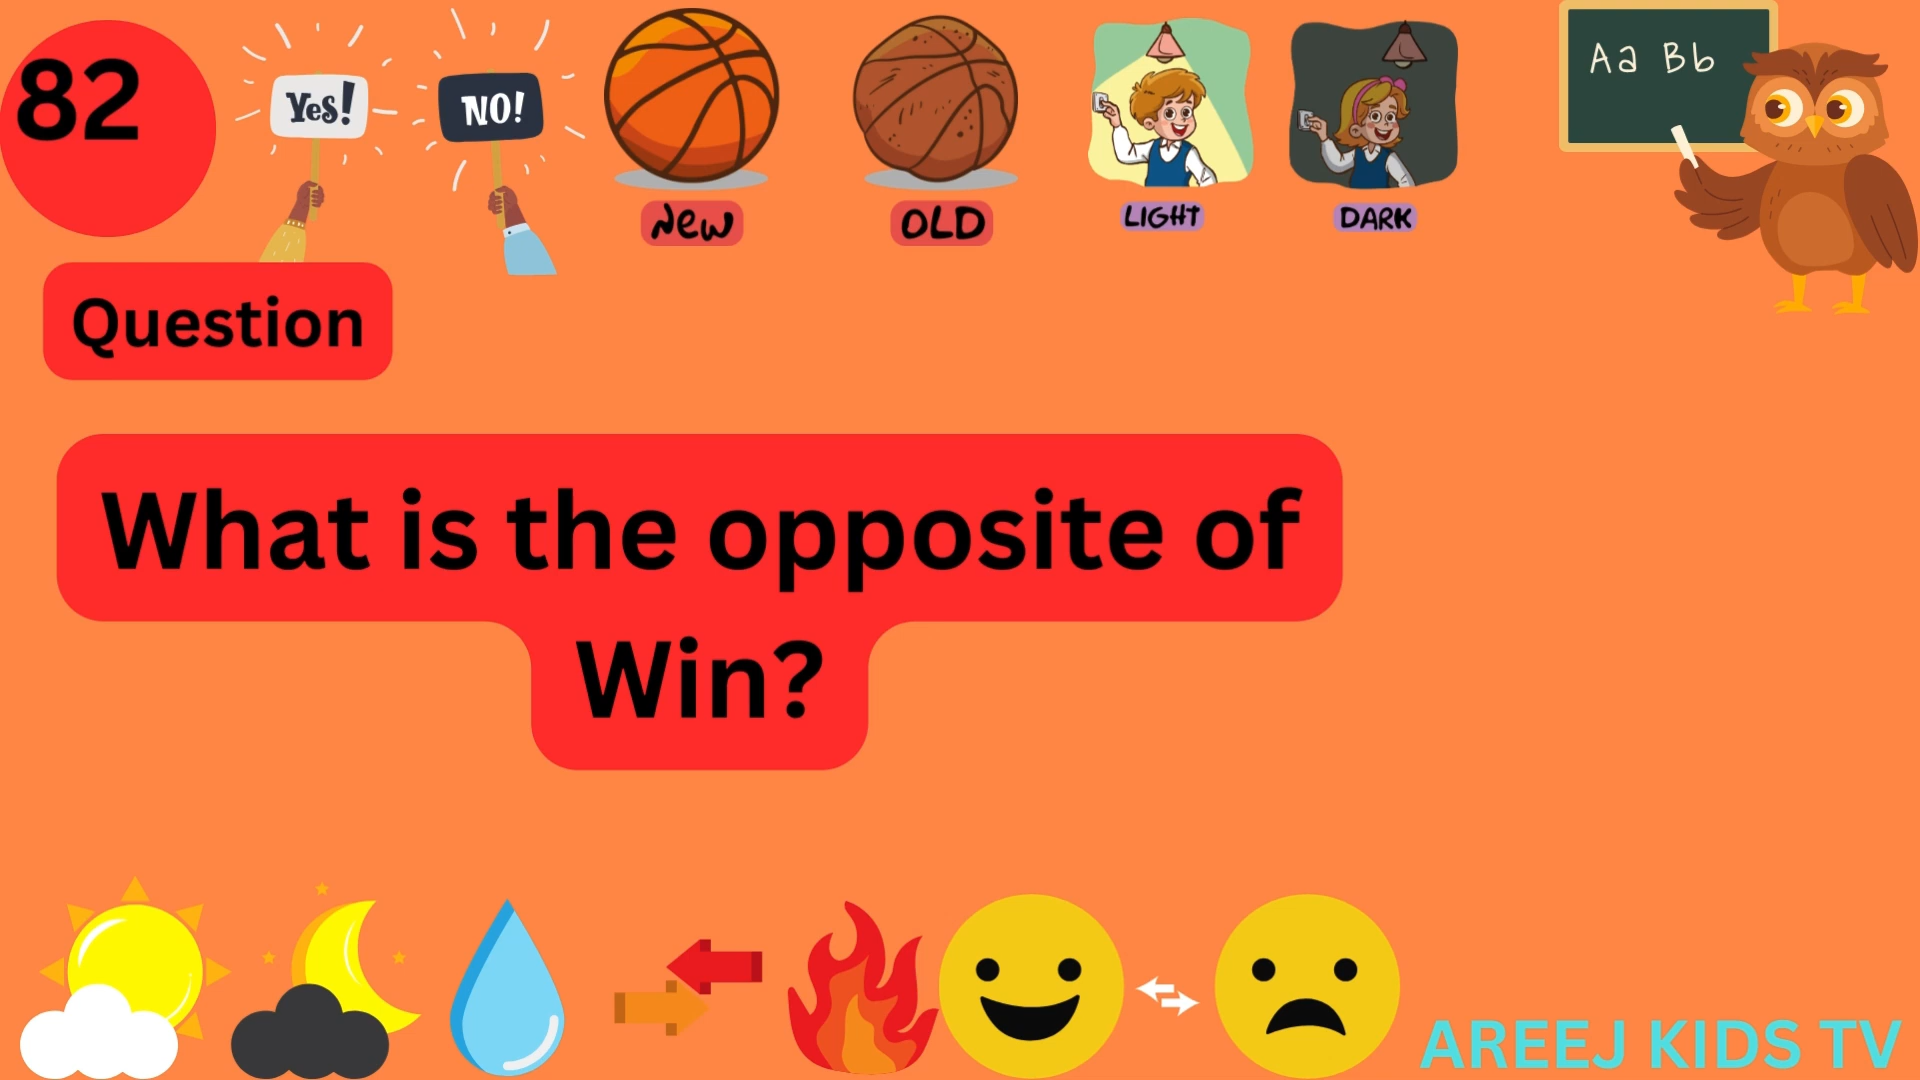 82
Yes!
NO!
New
OLD
LIGHT
DARK
Aa Bb
Question
What is the opposite of
Win?
AREEJ KIDS TV